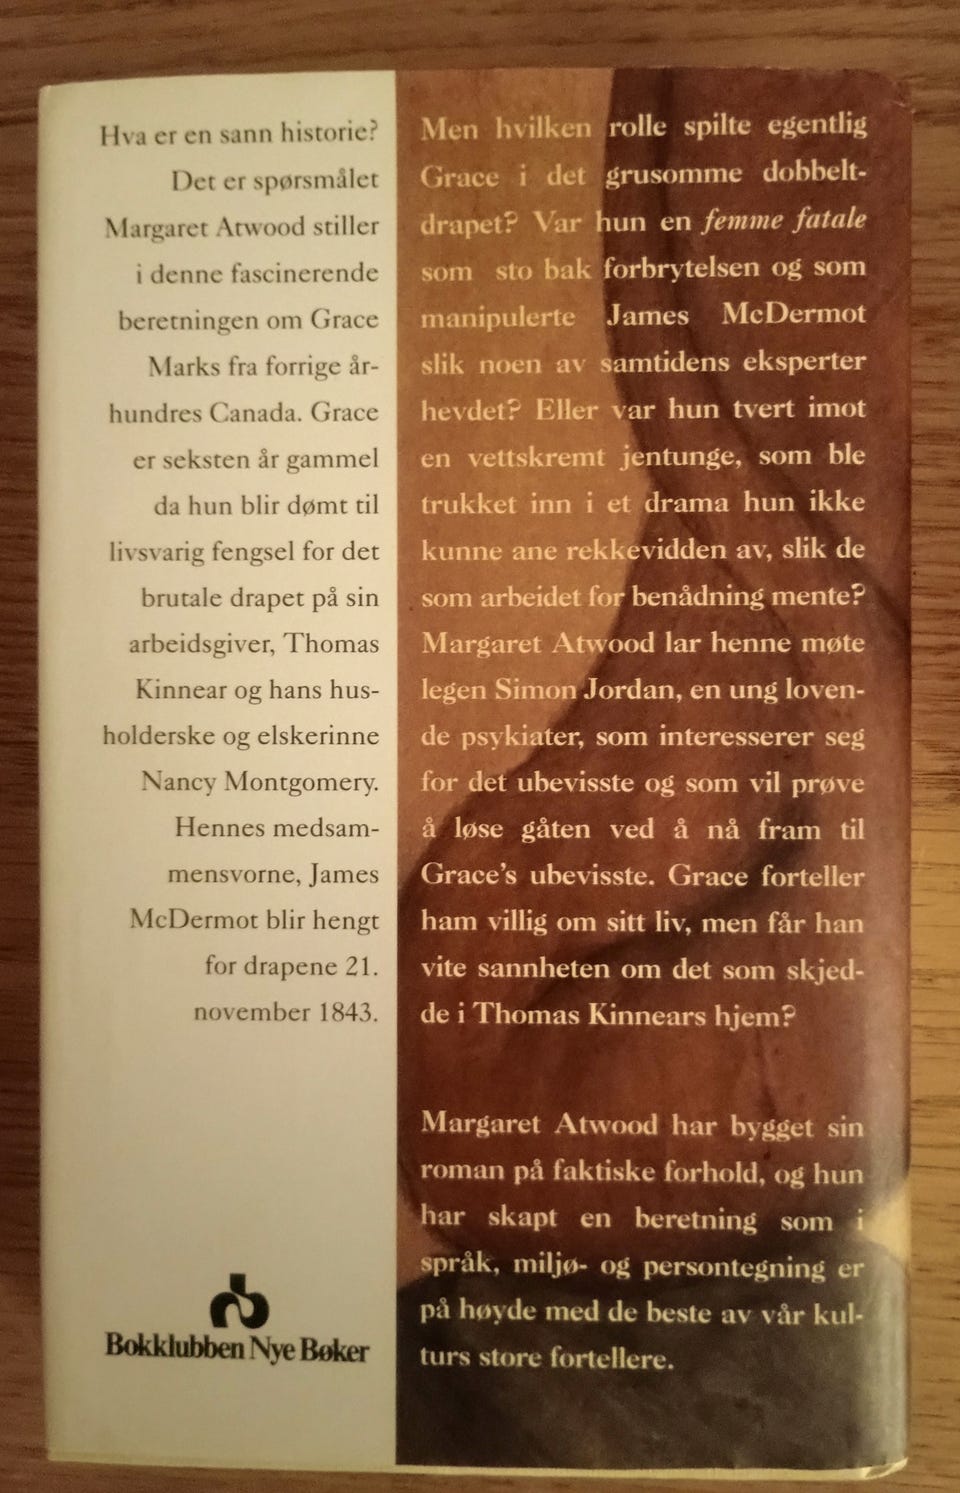 Hva er en sann historie?
Det er spørsmålet
Margaret Atwood stiller
i denne fascinerende
beretningen om Grace
Marks fra forrige år-
hundres Canada. Grace
er seksten år gammel
da hun blir dømt til
livsvarig fengsel for det
brutale drapet på sin
arbeidsgiver, Thomas
Kinnear og hans hus-
holderske og elskerinne
Nancy Montgomery.
Hennes medsam-
mensvorne, James
McDermot blir hengt
for drapene 21.
november 1843.
Bokklubben Nye Bøker
Men hvilken rolle spilte egentlig
Grace i det grusomme dobbelt-
drapet? Var hun en femme fatale
som sto bak forbrytelsen og som
manipulerte James McDermot
slik noen av samtidens eksperter
hevdet? Eller var hun tvert imot
en vettskremt jentunge, som ble
trukket inn i et drama hun ikke
kunne ane rekkevidden av, slik de
som arbeidet for benådning mente?
Margaret Atwood lar henne møte
legen Simon Jordan, en ung loven-
de psykiater, som interesserer seg
for det ubevisste og som vil prøve
å løse gåten ved å nå fram til
Grace's ubevisste. Grace forteller
ham villig om sitt liv, men får han
vite sannheten om det som skjed-
de i Thomas Kinnears hjem?
Margaret Atwood har bygget sin
roman på faktiske forhold, og hun
har skapt en beretning som i
språk, miljø- og persontegning er
på høyde med de beste av vår kul-
turs store fortellere.